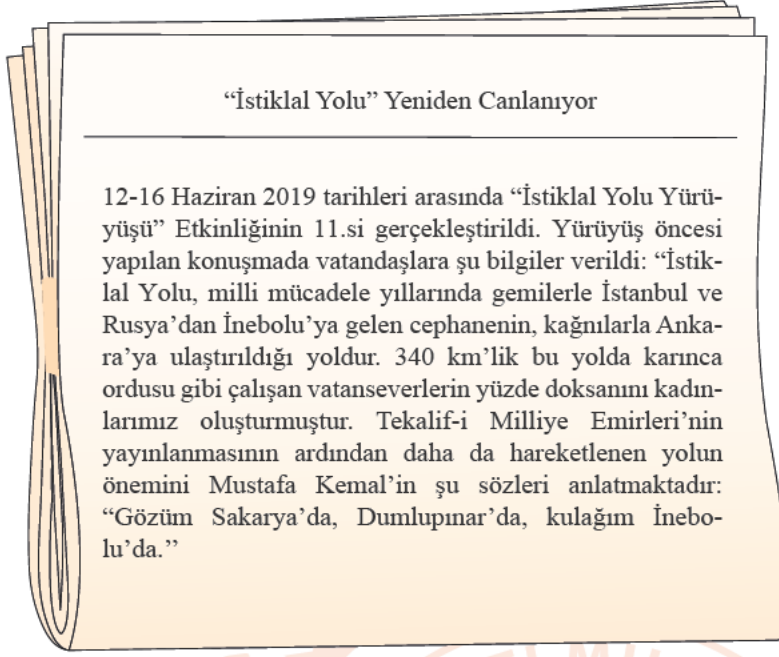 “İstiklal Yolu” Yeniden Canlanıyor
12-16 Haziran 2019 tarihleri arasında “İstiklal Yolu Yürü-
yüşü” Etkinliğinin 11.si gerçekleştirildi. Yürüyüş öncesi
yapılan konuşmada vatandaşlara şu bilgiler verildi: “İstik-
lal Yolu, milli mücadele yıllarında gemilerle İstanbul ve
Rusya’dan İnebolu’ya gelen cephanenin, kağnılarla Anka-
ra’ya ulaştırıldığı yoldur. 340 km’lik bu yolda karınca
ordusu gibi çalışan vatanseverlerin yüzde doksanını kadın-
larımız oluşturmuştur. Tekalif-i Milliye Emirleri’nin
yayınlanmasının ardından daha da hareketlenen yolun
önemini Mustafa Kemal’in şu sözleri anlatmaktadır:
“Gözüm Sakarya’da, Dumlupınar’da, kulağım İnebo-
lu’da.’’